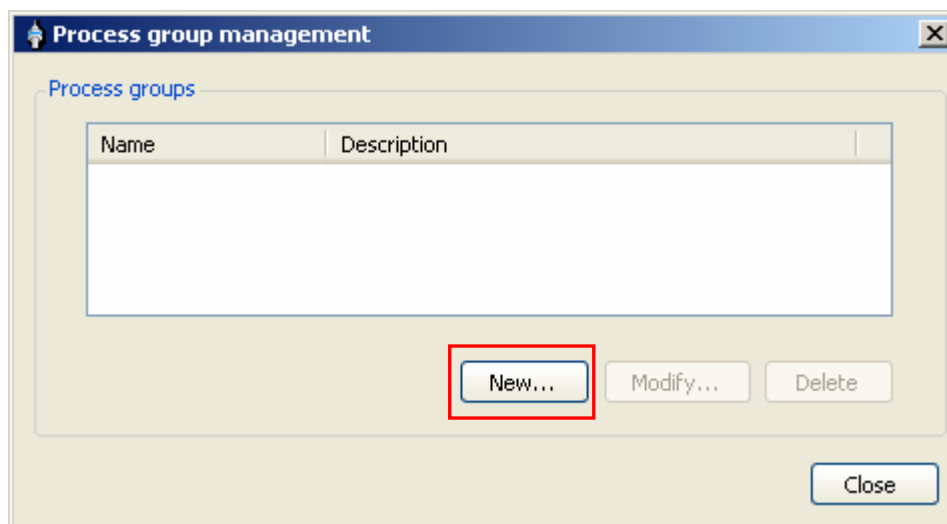 Process group management
Process groups
Name Description
New... Modify... Delete
Close